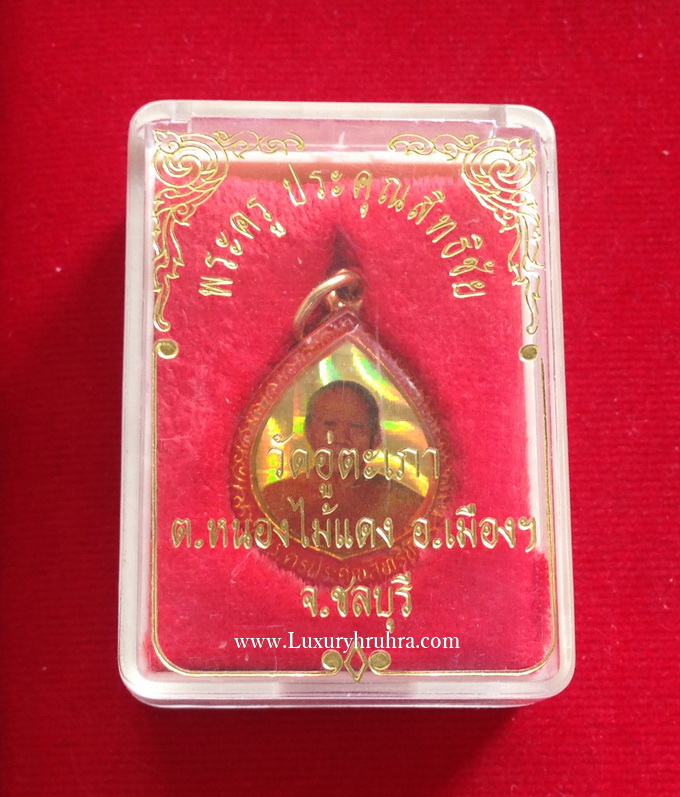 พระครู ประคุณสิทธิชัย
วัดอู่ตะเภา
ต.หนองไม้แดง อ.เมืองฯ
จ.ชลบุรี
www.Luxuryhruhra.com